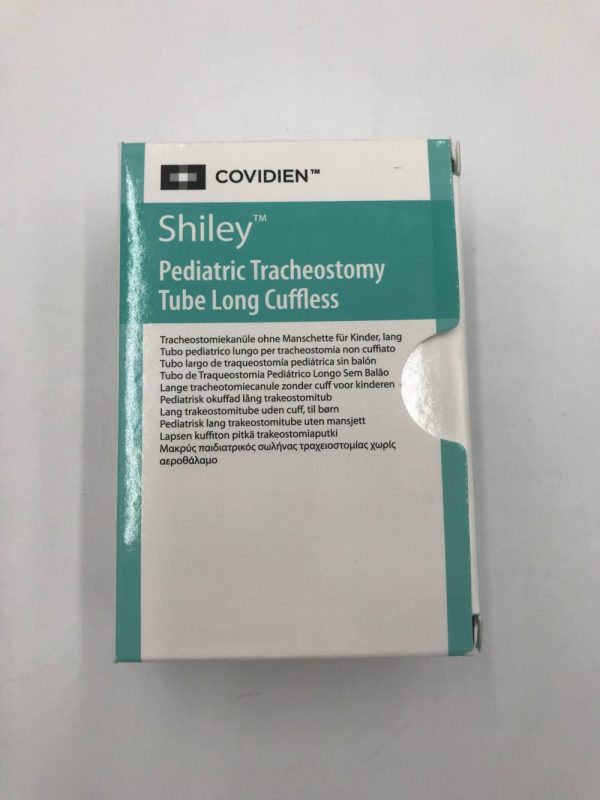 COVIDIEN™
Shiley™
Pediatric Tracheostomy
Tube Long Cuffless
Tracheostomiekanüle ohne Manschette für Kinder, lang
Tubo pediatrico lungo per tracheostomia non cuffiato
Tubo largo de traqueostomía pediátrica sin balón
Tubo de Traqueostomia Pediátrico Longo Sem Balão
Lange tracheotomiecanule zonder cuff voor kinderen
Pediatrisk okuffad lång trakeostomitub
Lang trakeostomitube uden cuff, til børn
Pediatrisk lang trakeostomitube uten mansjett
Lapsen kuffiton pitkä trakeostomiaputki
Μακρύς παιδιατρικός σωλήνας τραχειοστομίας χωρίς
αεροθάλαμο